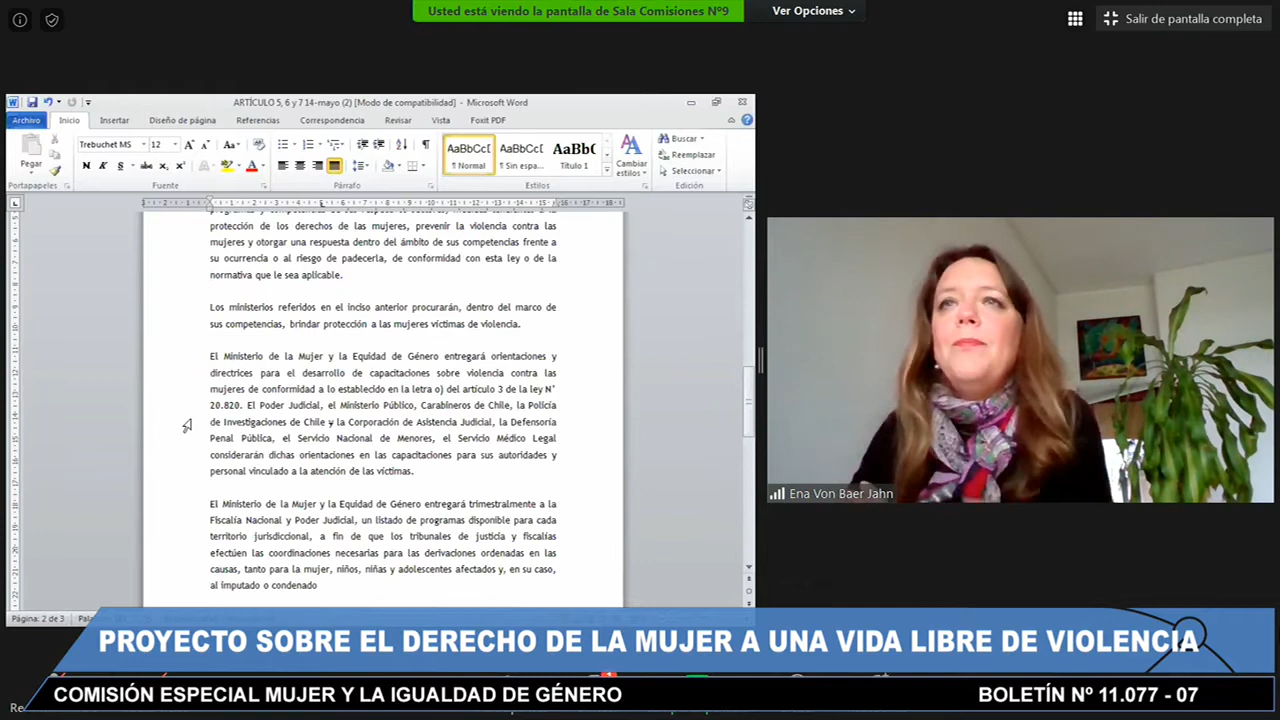 Usted está viendo la pantalla de Sala Comisiones Nº9
Ver Opciones
Salir de pantalla completa
ARTÍCULO 5, 6 y 7 14-mayo (2) [Modo de compatibilidad] - Microsoft Word
Archivo Inicio Insertar Diseño de página Referencias Correspondencia Revisar Vista Foxit PDF
Trebuchet MS 12
Pegar
AaBbCcD AaBbCcD AaBb(
¶ Normal ¶ Sin espa... Título 1
Cambiar estilos
Buscar
Reemplazar
Seleccionar
Portapapeles Fuente Párrafo Estilos Edición
protección de los derechos de las mujeres, prevenir la violencia contra las
mujeres y otorgar una respuesta dentro del ámbito de sus competencias frente a
su ocurrencia o al riesgo de padecerla, de conformidad con esta ley o de la
normativa que le sea aplicable.
Los ministerios referidos en el inciso anterior procurarán, dentro del marco de
sus competencias, brindar protección a las mujeres víctimas de violencia.
El Ministerio de la Mujer y la Equidad de Género entregará orientaciones y
directrices para el desarrollo de capacitaciones sobre violencia contra las
mujeres de conformidad a lo establecido en la letra o) del artículo 3 de la ley N°
20.820. El Poder Judicial, el Ministerio Público, Carabineros de Chile, la Policía
de Investigaciones de Chile y la Corporación de Asistencia Judicial, la Defensoría
Penal Pública, el Servicio Nacional de Menores, el Servicio Médico Legal
considerarán dichas orientaciones en las capacitaciones para sus autoridades y
personal vinculado a la atención de las víctimas.
El Ministerio de la Mujer y la Equidad de Género entregará trimestralmente a la
Fiscalía Nacional y Poder Judicial, un listado de programas disponible para cada
territorio jurisdiccional, a fin de que los tribunales de justicia y fiscalías
efectúen las coordinaciones necesarias para las derivaciones ordenadas en las
causas, tanto para la mujer, niños, niñas y adolescentes afectados y, en su caso,
al imputado o condenado
Página: 2 de 3
Ena Von Baer Jahn
PROYECTO SOBRE EL DERECHO DE LA MUJER A UNA VIDA LIBRE DE VIOLENCIA
COMISIÓN ESPECIAL MUJER Y LA IGUALDAD DE GÉNERO
BOLETÍN Nº 11.077 - 07